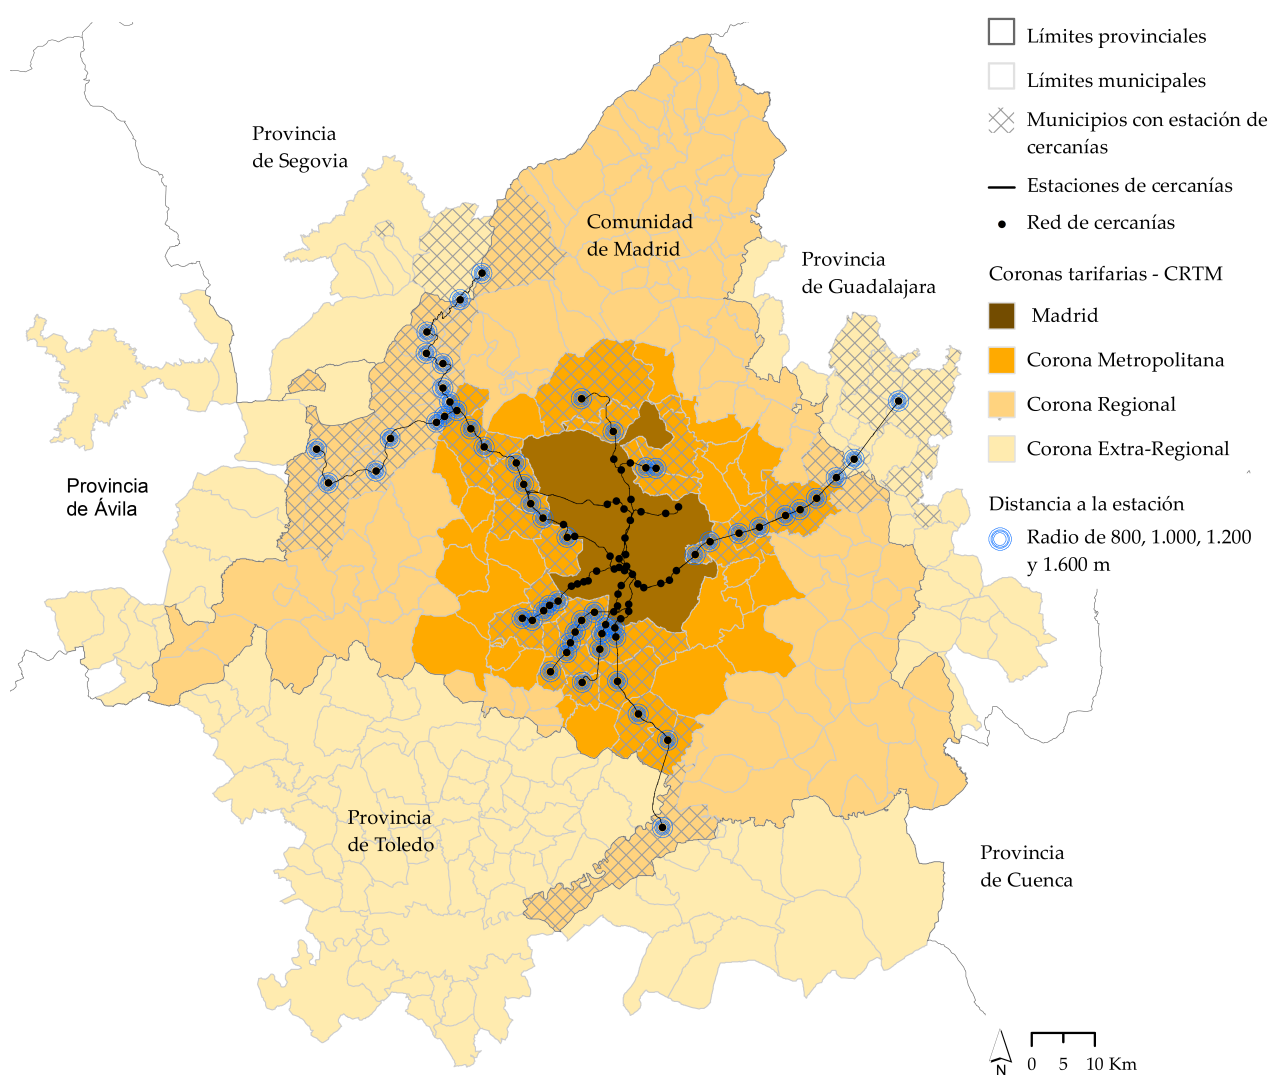 Provincia
de Segovia
Comunidad
de Madrid
Provincia
de Guadalajara
Provincia
de Ávila
Provincia
de Toledo
Provincia
de Cuenca
Límites provinciales
Límites municipales
Municipios con estación de
cercanías
Estaciones de cercanías
Red de cercanías
Coronas tarifarias - CRTM
Madrid
Corona Metropolitana
Corona Regional
Corona Extra-Regional
Distancia a la estación
Radio de 800, 1.000, 1.200
y 1.600 m
N
0 5 10 Km